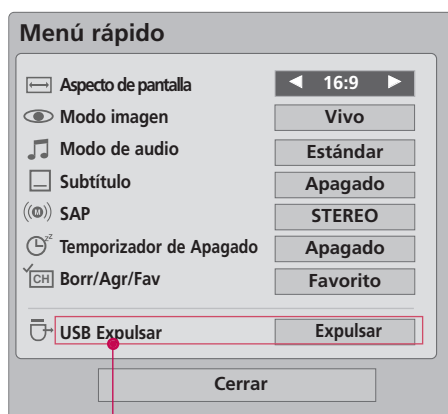 Menú rápido
Aspecto de pantalla ◄ 16:9 ►
Modo imagen Vivo
Modo de audio Estándar
Subtítulo Apagado
SAP STEREO
Temporizador de Apagado Apagado
CH Borr/Agr/Fav Favorito
USB Expulsar Expulsar
Cerrar